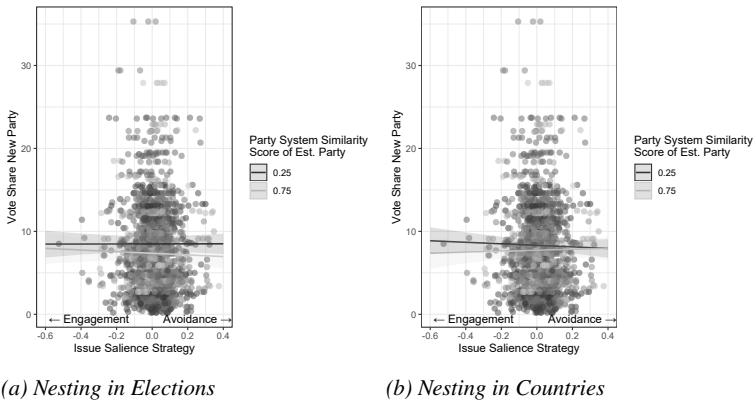 30
20
10
0
Vote Share New Party
← Engagement
Avoidance →
-0.6
-0.4
-0.2
0.0
0.2
0.4
Issue Salience Strategy
Party System Similarity
Score of Est. Party
0.25
0.75
(a) Nesting in Elections
30
20
10
0
Vote Share New Party
← Engagement
Avoidance →
-0.6
-0.4
-0.2
0.0
0.2
0.4
Issue Salience Strategy
Party System Similarity
Score of Est. Party
0.25
0.75
(b) Nesting in Countries